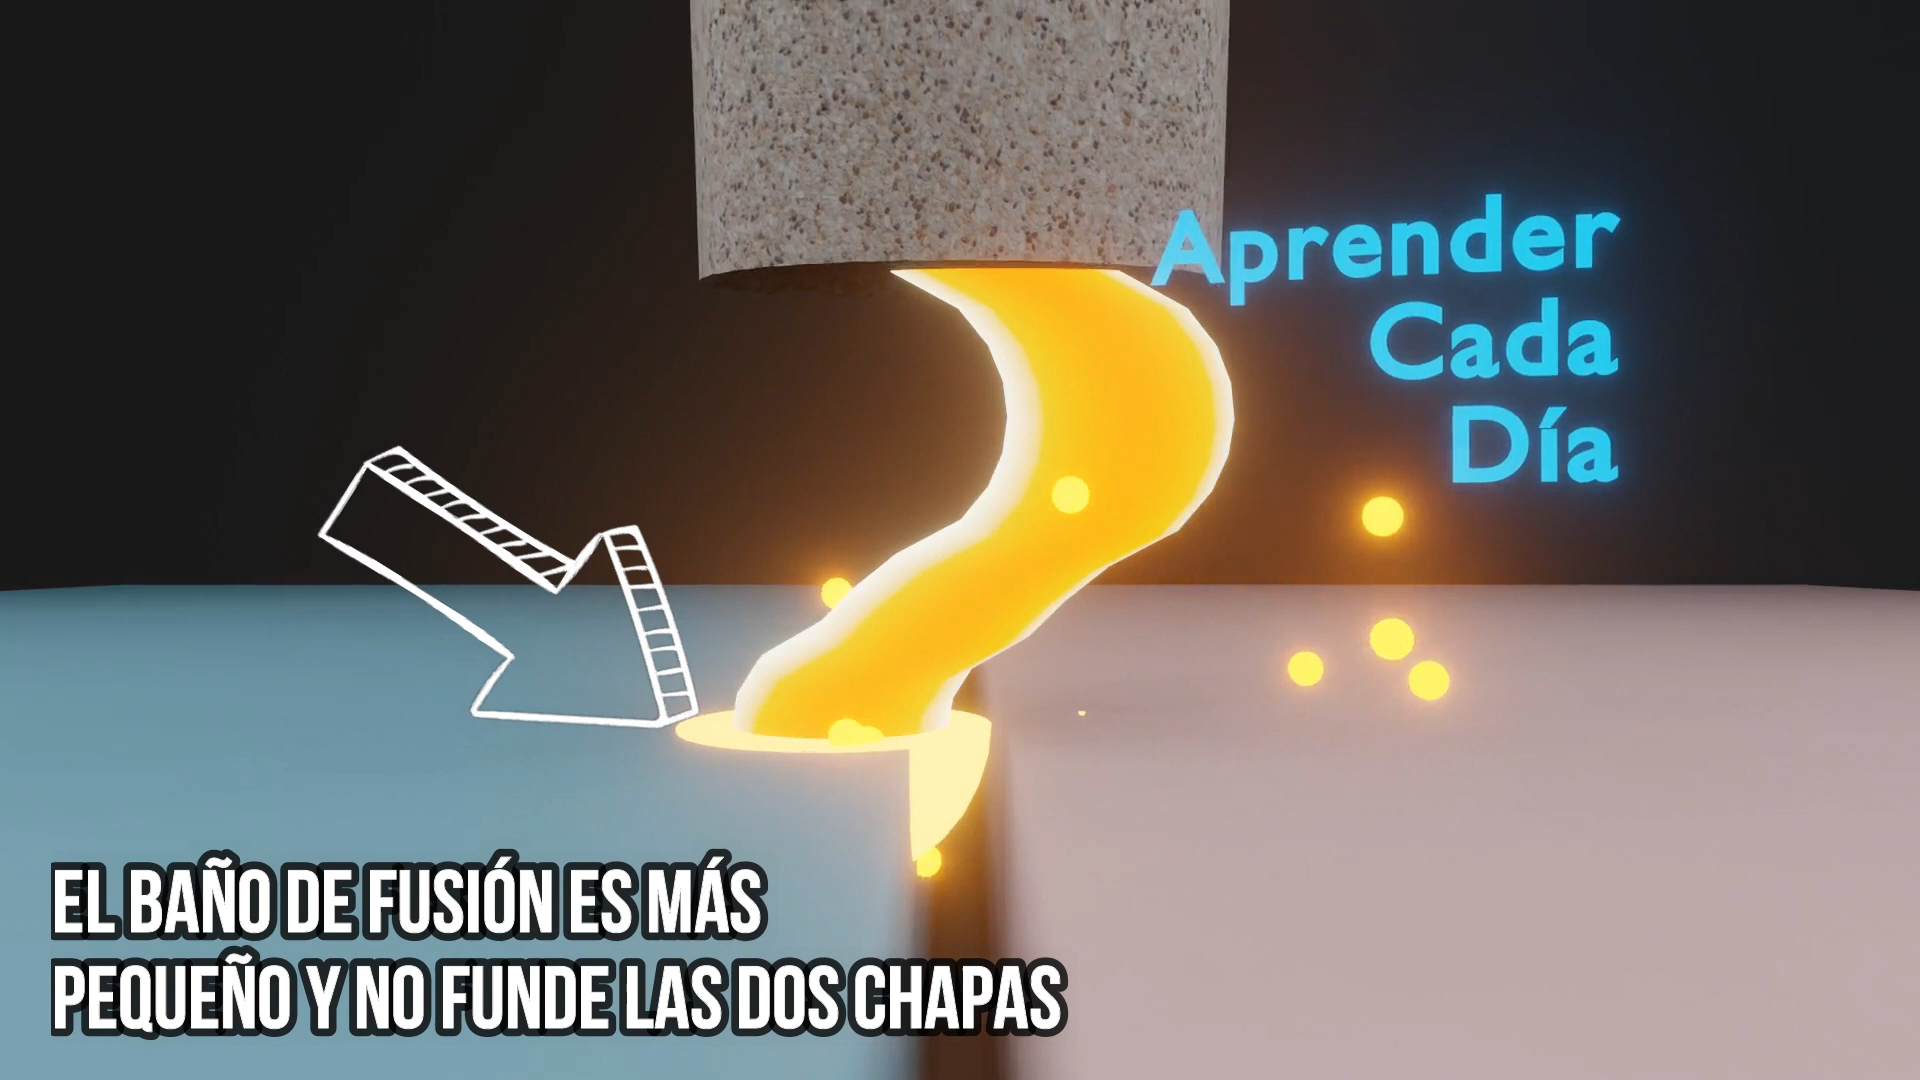 Aprender
Cada
Día
EL BAÑO DE FUSIÓN ES MÁS
PEQUEÑO Y NO FUNDE LAS DOS CHAPAS